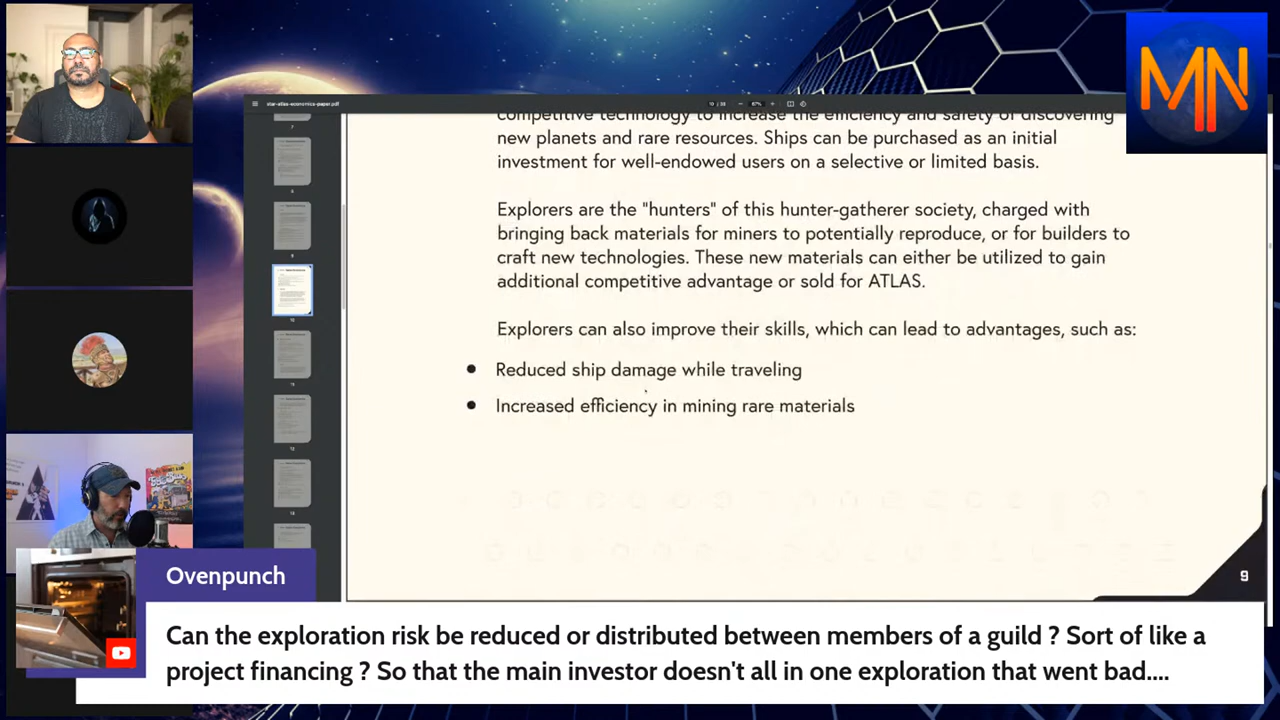 MN
star-atlas-economics-paper.pdf
competitive technology to increase the efficiency and safety of discovering
new planets and rare resources. Ships can be purchased as an initial
investment for well-endowed users on a selective or limited basis.
Explorers are the "hunters" of this hunter-gatherer society, charged with
bringing back materials for miners to potentially reproduce, or for builders to
craft new technologies. These new materials can either be utilized to gain
additional competitive advantage or sold for ATLAS.
Explorers can also improve their skills, which can lead to advantages, such as:
• Reduced ship damage while traveling
• Increased efficiency in mining rare materials
9
Ovenpunch
Can the exploration risk be reduced or distributed between members of a guild ? Sort of like a
project financing ? So that the main investor doesn't all in one exploration that went bad....